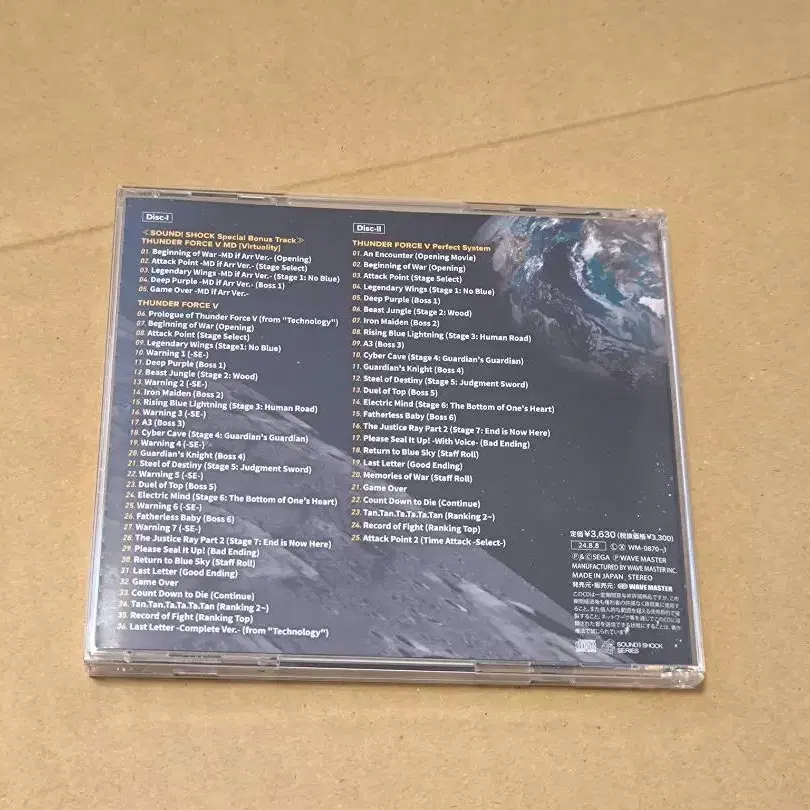 Disc-I
≪SOUND! SHOCK Special Bonus Track≫
THUNDER FORCE V MD [Virtuality]
01. Beginning of War -MD if Arr Ver.- (Opening)
02. Attack Point -MD if Arr Ver.- (Stage Select)
03. Legendary Wings -MD if Arr Ver.- (Stage 1: No Blue)
04. Deep Purple -MD if Arr Ver.- (Boss 1)
05. Game Over -MD if Arr Ver.-
THUNDER FORCE V
06. Prologue of Thunder Force V (from "Technology")
07. Beginning of War (Opening)
08. Attack Point (Stage Select)
09. Legendary Wings (Stage1: No Blue)
10. Warning 1 (-SE-)
11. Deep Purple (Boss 1)
12. Beast Jungle (Stage 2: Wood)
13. Warning 2 (-SE-)
14. Iron Maiden (Boss 2)
15. Rising Blue Lightning (Stage 3: Human Road)
16. Warning 3 (-SE-)
17. A3 (Boss 3)
18. Cyber Cave (Stage 4: Guardian's Guardian)
19. Warning 4 (-SE-)
20. Guardian's Knight (Boss 4)
21. Steel of Destiny (Stage 5: Judgment Sword)
22. Warning 5 (-SE-)
23. Duel of Top (Boss 5)
24. Electric Mind (Stage 6: The Bottom of One's Heart)
25. Warning 6 (-SE-)
26. Fatherless Baby (Boss 6)
27. Warning 7 (-SE-)
28. The Justice Ray Part 2 (Stage 7: End is Now Here)
29. Please Seal It Up! (Bad Ending)
30. Return to Blue Sky (Staff Roll)
31. Last Letter (Good Ending)
32. Game Over
33. Count Down to Die (Continue)
34. Tan.Tan.Ta.Ta.Ta.Tan (Ranking 2~)
35. Record of Fight (Ranking Top)
36. Last Letter -Complete Ver.- (from "Technology")
Disc-II
THUNDER FORCE V Perfect System
01. An Encounter (Opening Movie)
02. Beginning of War (Opening)
03. Attack Point (Stage Select)
04. Legendary Wings (Stage 1: No Blue)
05. Deep Purple (Boss 1)
06. Beast Jungle (Stage 2: Wood)
07. Iron Maiden (Boss 2)
08. Rising Blue Lightning (Stage 3: Human Road)
09. A3 (Boss 3)
10. Cyber Cave (Stage 4: Guardian's Guardian)
11. Guardian's Knight (Boss 4)
12. Steel of Destiny (Stage 5: Judgment Sword)
13. Duel of Top (Boss 5)
14. Electric Mind (Stage 6: The Bottom of One's Heart)
15. Fatherless Baby (Boss 6)
16. The Justice Ray Part 2 (Stage 7: End is Now Here)
17. Please Seal It Up! -With Voice- (Bad Ending)
18. Return to Blue Sky (Staff Roll)
19. Last Letter (Good Ending)
20. Memories of War (Staff Roll)
21. Game Over
22. Count Down to Die (Continue)
23. Tan.Tan.Ta.Ta.Ta.Tan (Ranking 2~)
24. Record of Fight (Ranking Top)
25. Attack Point 2 (Time Attack -Select-)
定価¥3,630 (税抜価格¥3,300)
24.8.8 Ⓛ Ⓧ WM-0876~7
Ⓟ&ⒸSEGA ⓅWAVE MASTER
MANUFACTURED BY WAVE MASTER INC.
MADE IN JAPAN STEREO
発売元・販売元: WAVE MASTER
SOUND! SHOCK
SERIES